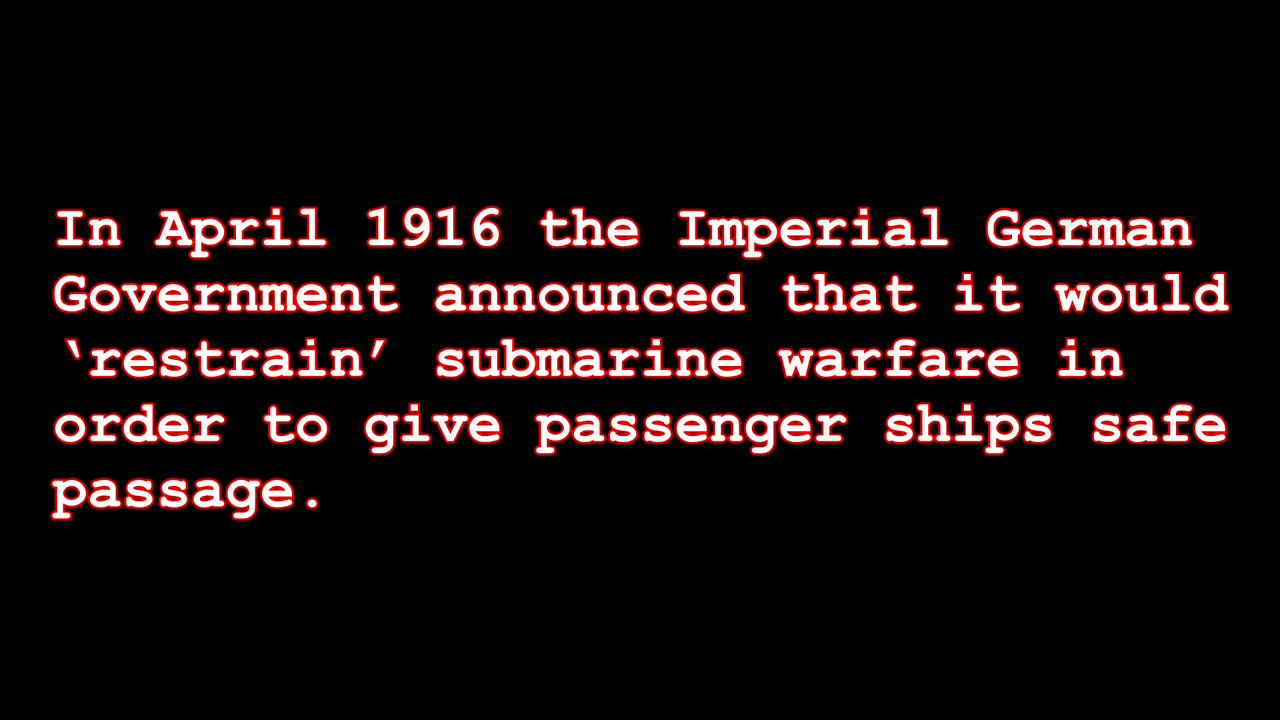 In April 1916 the Imperial German
Government announced that it would
‘restrain’ submarine warfare in
order to give passenger ships safe
passage.